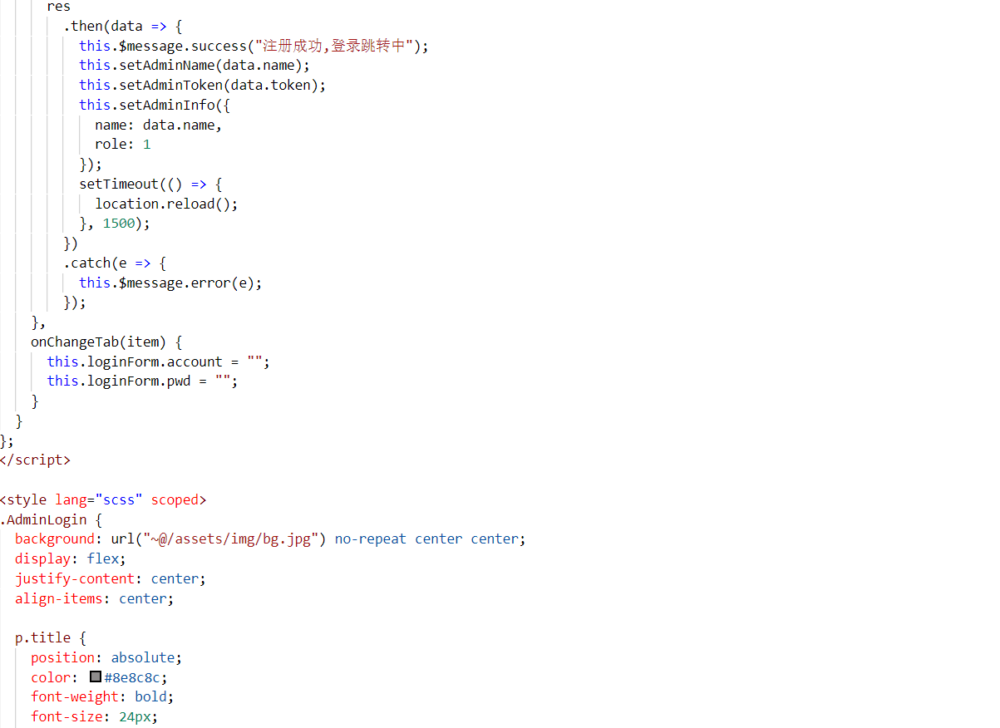 res
.then(data => {
this.$message.success("注册成功,登录跳转中");
this.setAdminName(data.name);
this.setAdminToken(data.token);
this.setAdminInfo({
name: data.name,
role: 1
});
setTimeout(() => {
location.reload();
}, 1500);
})
.catch(e => {
this.$message.error(e);
});
},
onChangeTab(item) {
this.loginForm.account = "";
this.loginForm.pwd = "";
}
}
};
</script>
<style lang="scss" scoped>
.AdminLogin {
background: url("~@/assets/img/bg.jpg") no-repeat center center;
display: flex;
justify-content: center;
align-items: center;
p.title {
position: absolute;
color: #8e8c8c;
font-weight: bold;
font-size: 24px;